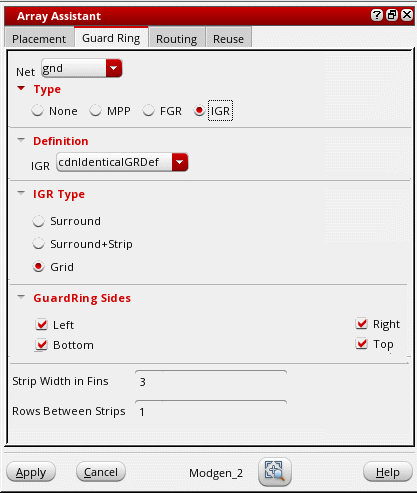 Array Assistant
Placement Guard Ring Routing Reuse
Net gnd
Type
None MPP FGR IGR
Definition
IGR cdnIdenticalGRDef
IGR Type
Surround
Surround+Strip
Grid
GuardRing Sides
Left Right
Bottom Top
Strip Width in Fins 3
Rows Between Strips 1
Apply Cancel Modgen_2 Help